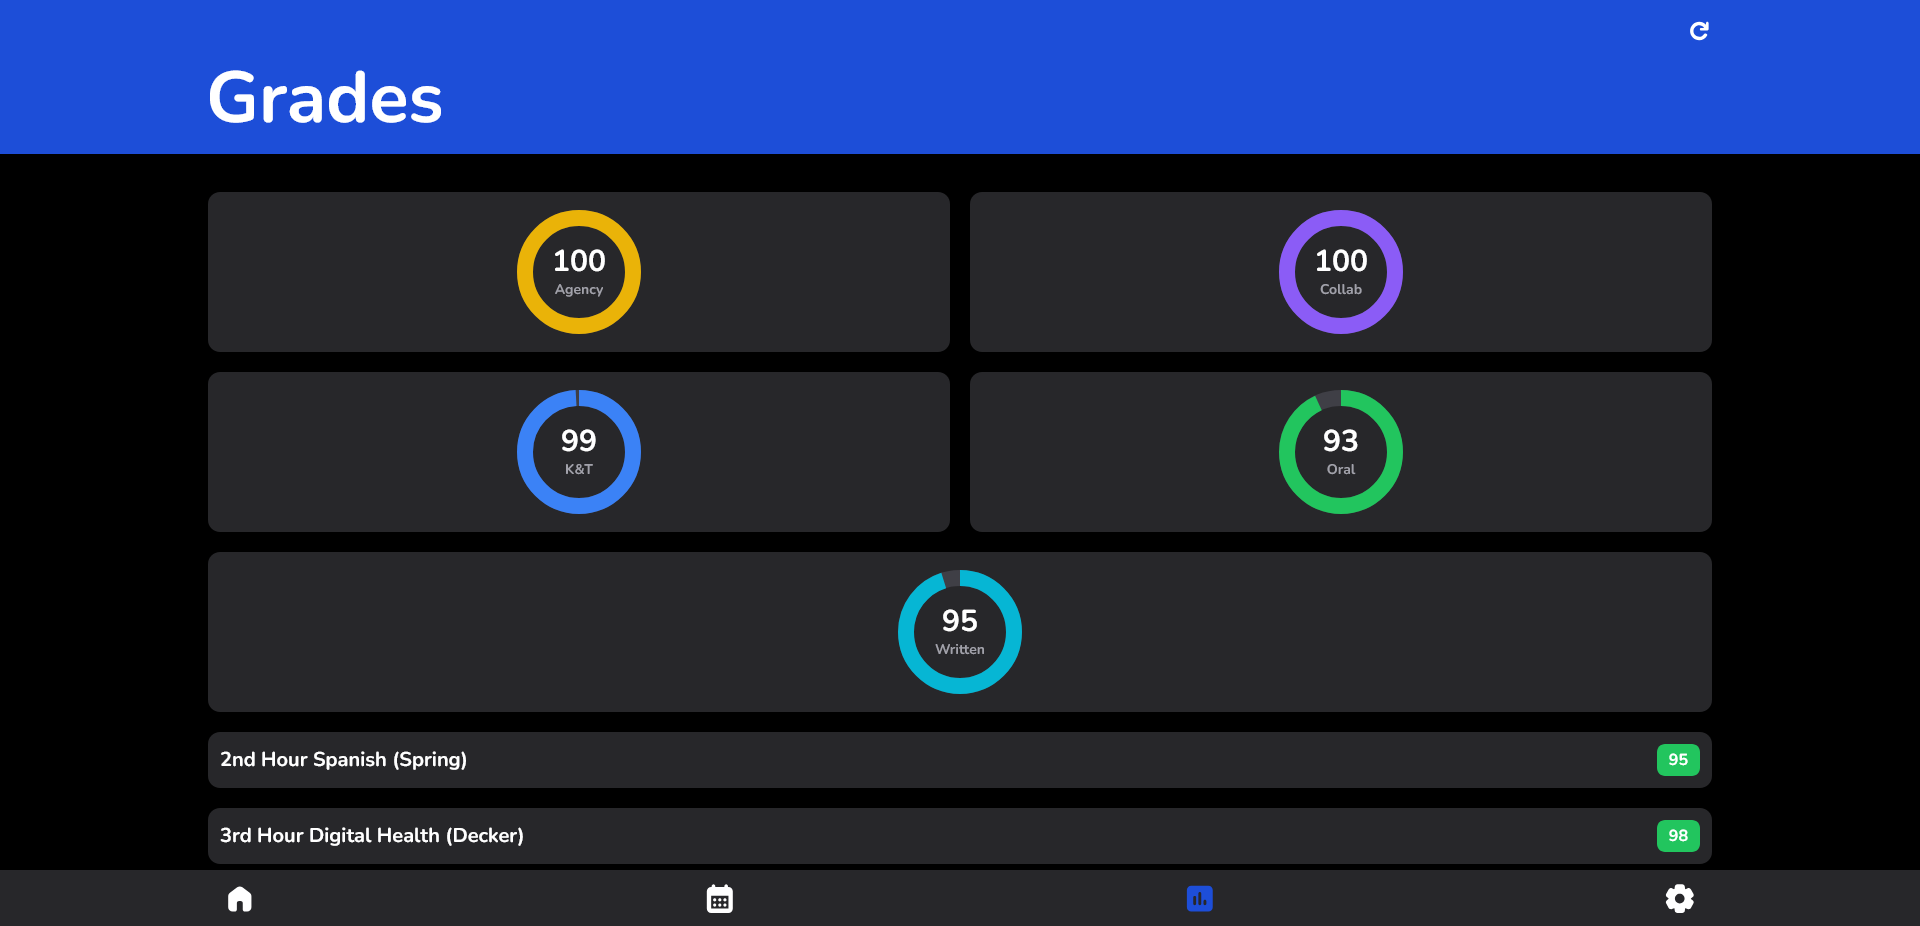 Grades
100
Agency
100
Collab
99
K&T
93
Oral
95
Written
2nd Hour Spanish (Spring)
95
3rd Hour Digital Health (Decker)
98